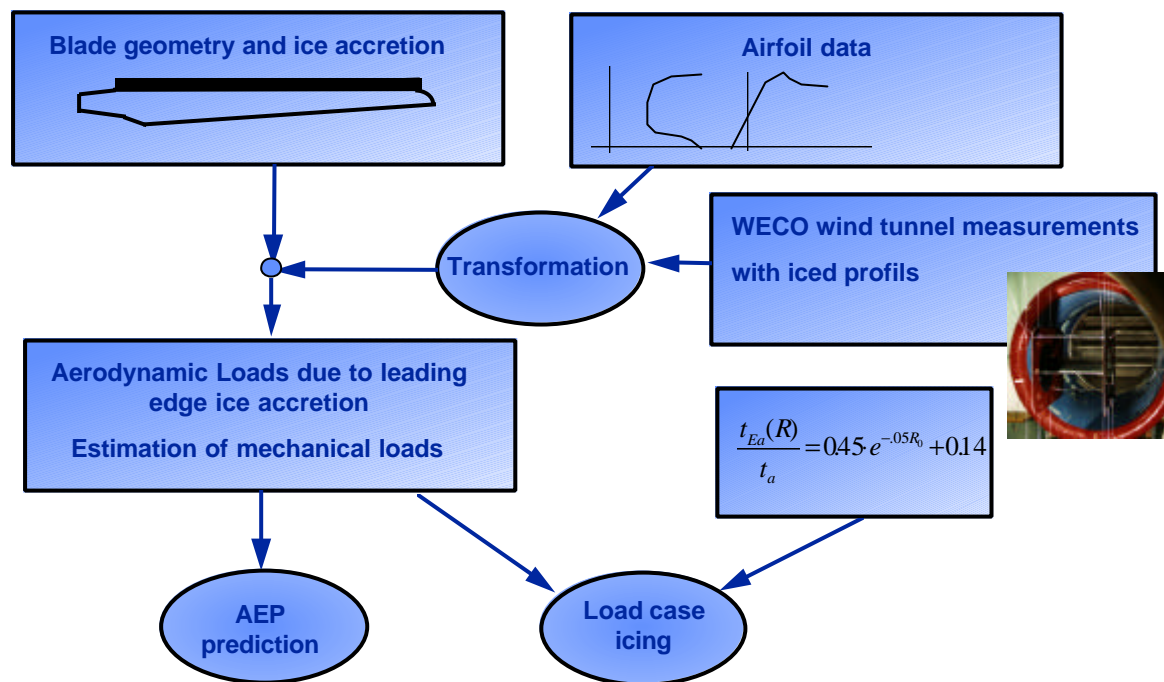 Blade geometry and ice accretion
Airfoil data
WECO wind tunnel measurements
with iced profils
Transformation
Aerodynamic Loads due to leading
edge ice accretion
Estimation of mechanical loads
t_{Ea}(R) / t_a = 0.45· e^{-.05R_0} + 0.14
AEP
prediction
Load case
icing